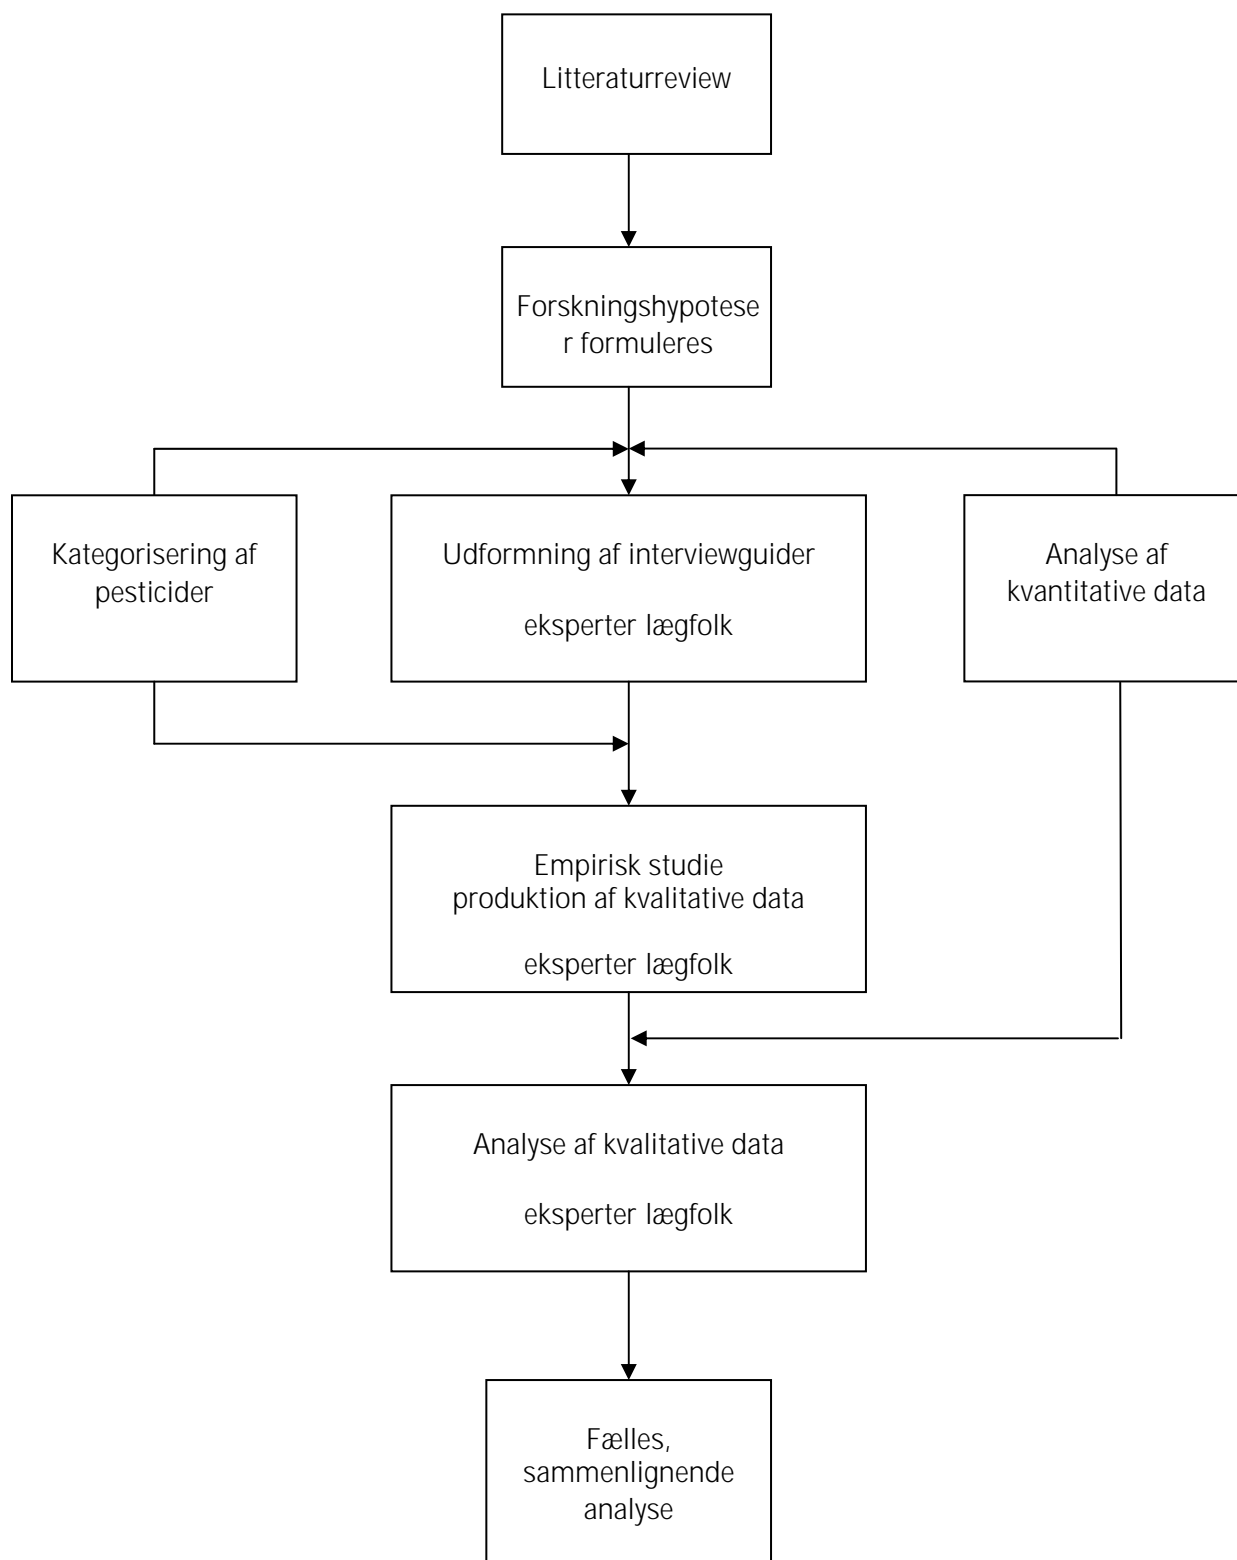 Litteraturreview
Forskningshypotese
r formuleres
Kategorisering af
pesticider
Udformning af interviewguider
eksperter lægfolk
Analyse af
kvantitative data
Empirisk studie
produktion af kvalitative data
eksperter lægfolk
Analyse af kvalitative data
eksperter lægfolk
Fælles,
sammenlignende
analyse